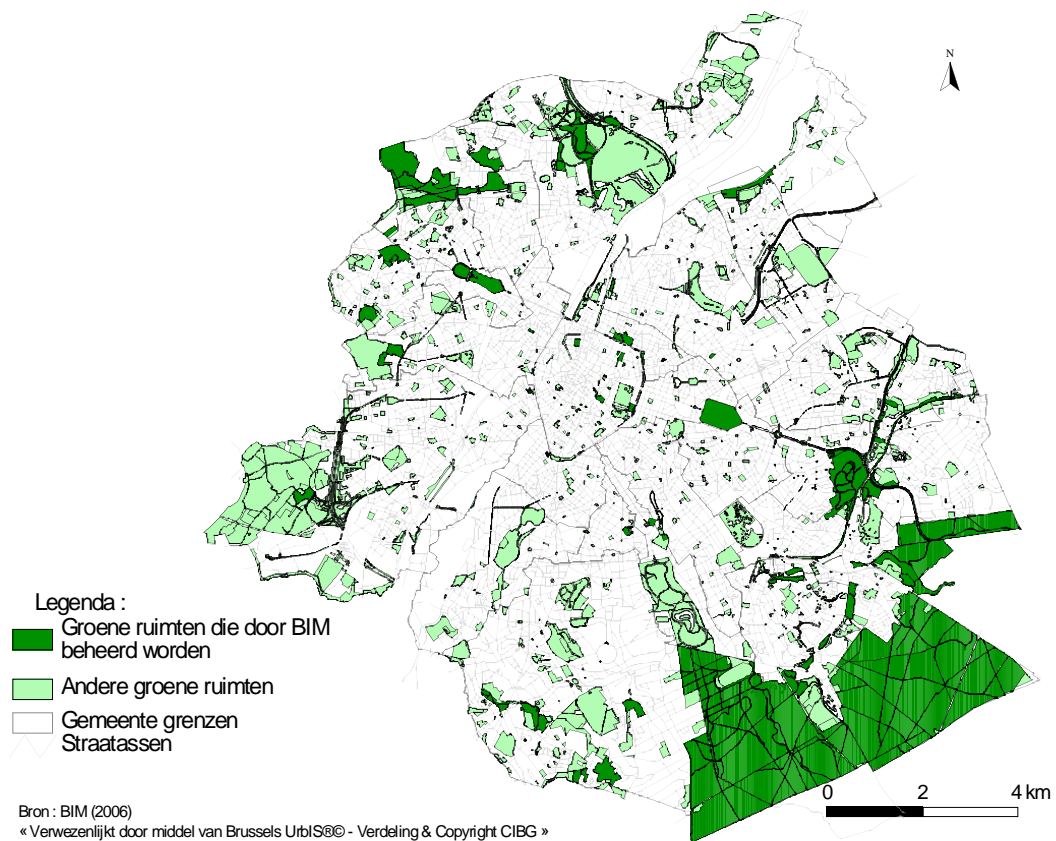 N
Legenda :
Groene ruimten die door BIM
beheerd worden
Andere groene ruimten
Gemeente grenzen
Straatassen
0 2 4 km
Bron : BIM (2006)
« Verwezenlijkt door middel van Brussels UrbIS®© - Verdeling & Copyright CIBG »